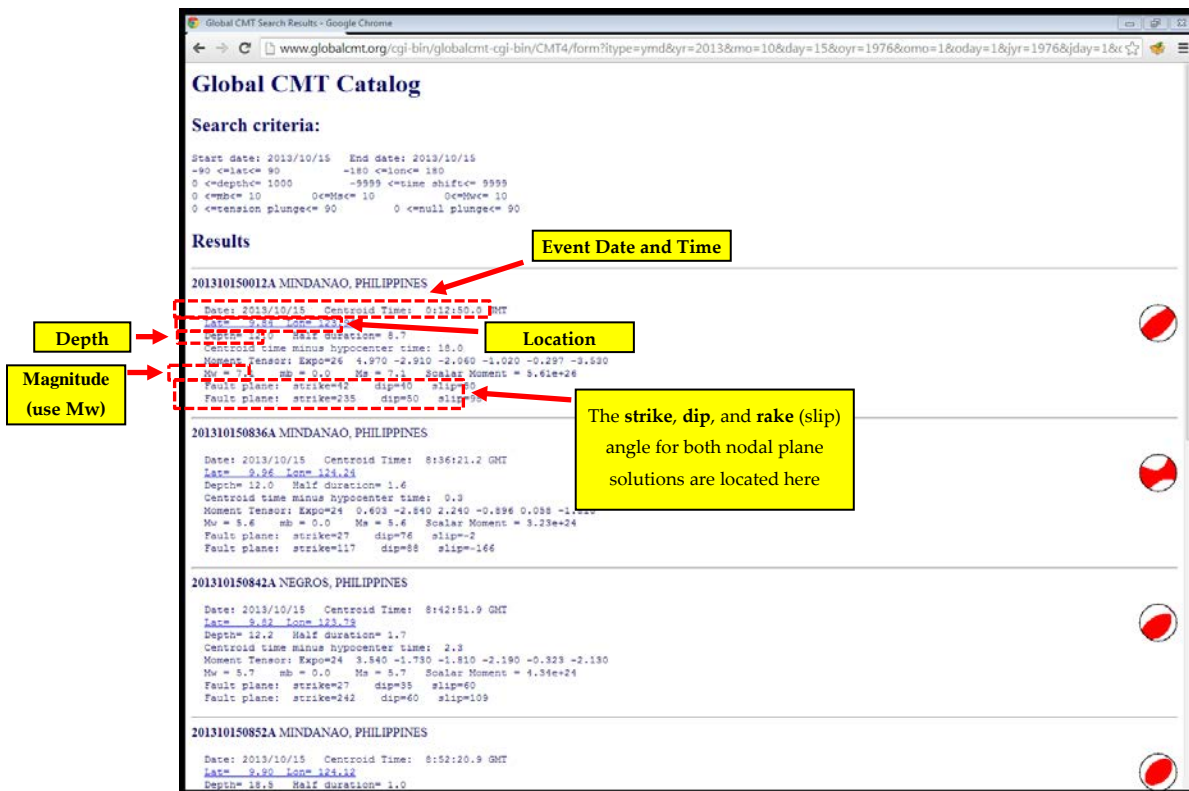 Global CMT Search Results - Google Chrome
www.globalcmt.org/cgi-bin/globalcmt-cgi-bin/CMT4/form?itype=ymd&yr=2013&mo=10&day=15&oyr=1976&omo=1&oday=1&jyr=1976&jday=1&
Global CMT Catalog
Search criteria:
Start date: 2013/10/15 End date: 2013/10/15
-90 <=lat<= 90 -180 <=lon<= 180
0 <=depth<= 1000 -9999 <=time shift<= 9999
0 <=mb<= 10 0<=Ms<= 10 0<=Mw<= 10
0 <=tension plunge<= 90 0 <=null plunge<= 90
Results
Event Date and Time
201310150012A MINDANAO, PHILIPPINES
Date: 2013/10/15 Centroid Time: 0:12:50.0 GMT
Lat= Lon=
Depth Location
Depth= Half duration= 8.7
Centroid time minus hypocenter time: 18.0
Moment Tensor: Expo=26 4.970 -2.910 -2.060 -1.020 -0.297 -3.530
Magnitude
(use Mw)
Mw = mb = 0.0 Ms = 7.1 Scalar Moment = 5.61e+26
Fault plane: strike=42 dip=40
Fault plane: strike=235 dip=50
The strike, dip, and rake (slip)
angle for both nodal plane
solutions are located here
201310150836A MINDANAO, PHILIPPINES
Date: 2013/10/15 Centroid Time: 8:36:21.2 GMT
Lat= 9.96 Lon= 124.24
Depth= 12.0 Half duration= 1.6
Centroid time minus hypocenter time: 0.3
Moment Tensor: Expo=24 0.603 -2.840 2.240 -0.896 0.058
Mw = 5.6 mb = 0.0 Ms = 5.6 Scalar Moment = 3.23e+24
Fault plane: strike=27 dip=76 slip=-2
Fault plane: strike=117 dip=88 slip=-166
201310150842A NEGROS, PHILIPPINES
Date: 2013/10/15 Centroid Time: 8:42:51.9 GMT
Lat= 9.82 Lon= 123.79
Depth= 12.2 Half duration= 1.7
Centroid time minus hypocenter time: 2.3
Moment Tensor: Expo=24 3.540 -1.730 -1.810 -2.190 -0.323 -2.130
Mw = 5.7 mb = 0.0 Ms = 5.7 Scalar Moment = 4.34e+24
Fault plane: strike=27 dip=35 slip=60
Fault plane: strike=242 dip=60 slip=109
201310150852A MINDANAO, PHILIPPINES
Date: 2013/10/15 Centroid Time: 8:52:20.9 GMT
Lat= 9.90 Lon= 124.12
Depth= 18.5 Half duration= 1.0